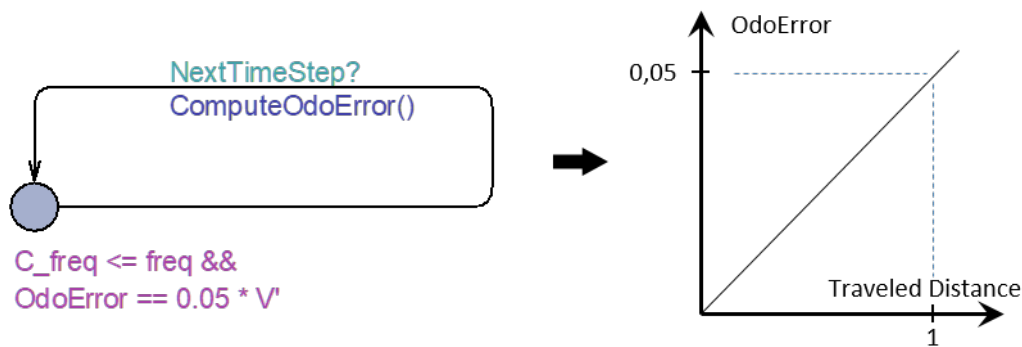 NextTimeStep?
ComputeOdoError()
C_freq <= freq &&
OdoError == 0.05 * V'
OdoError
0,05
Traveled Distance
1